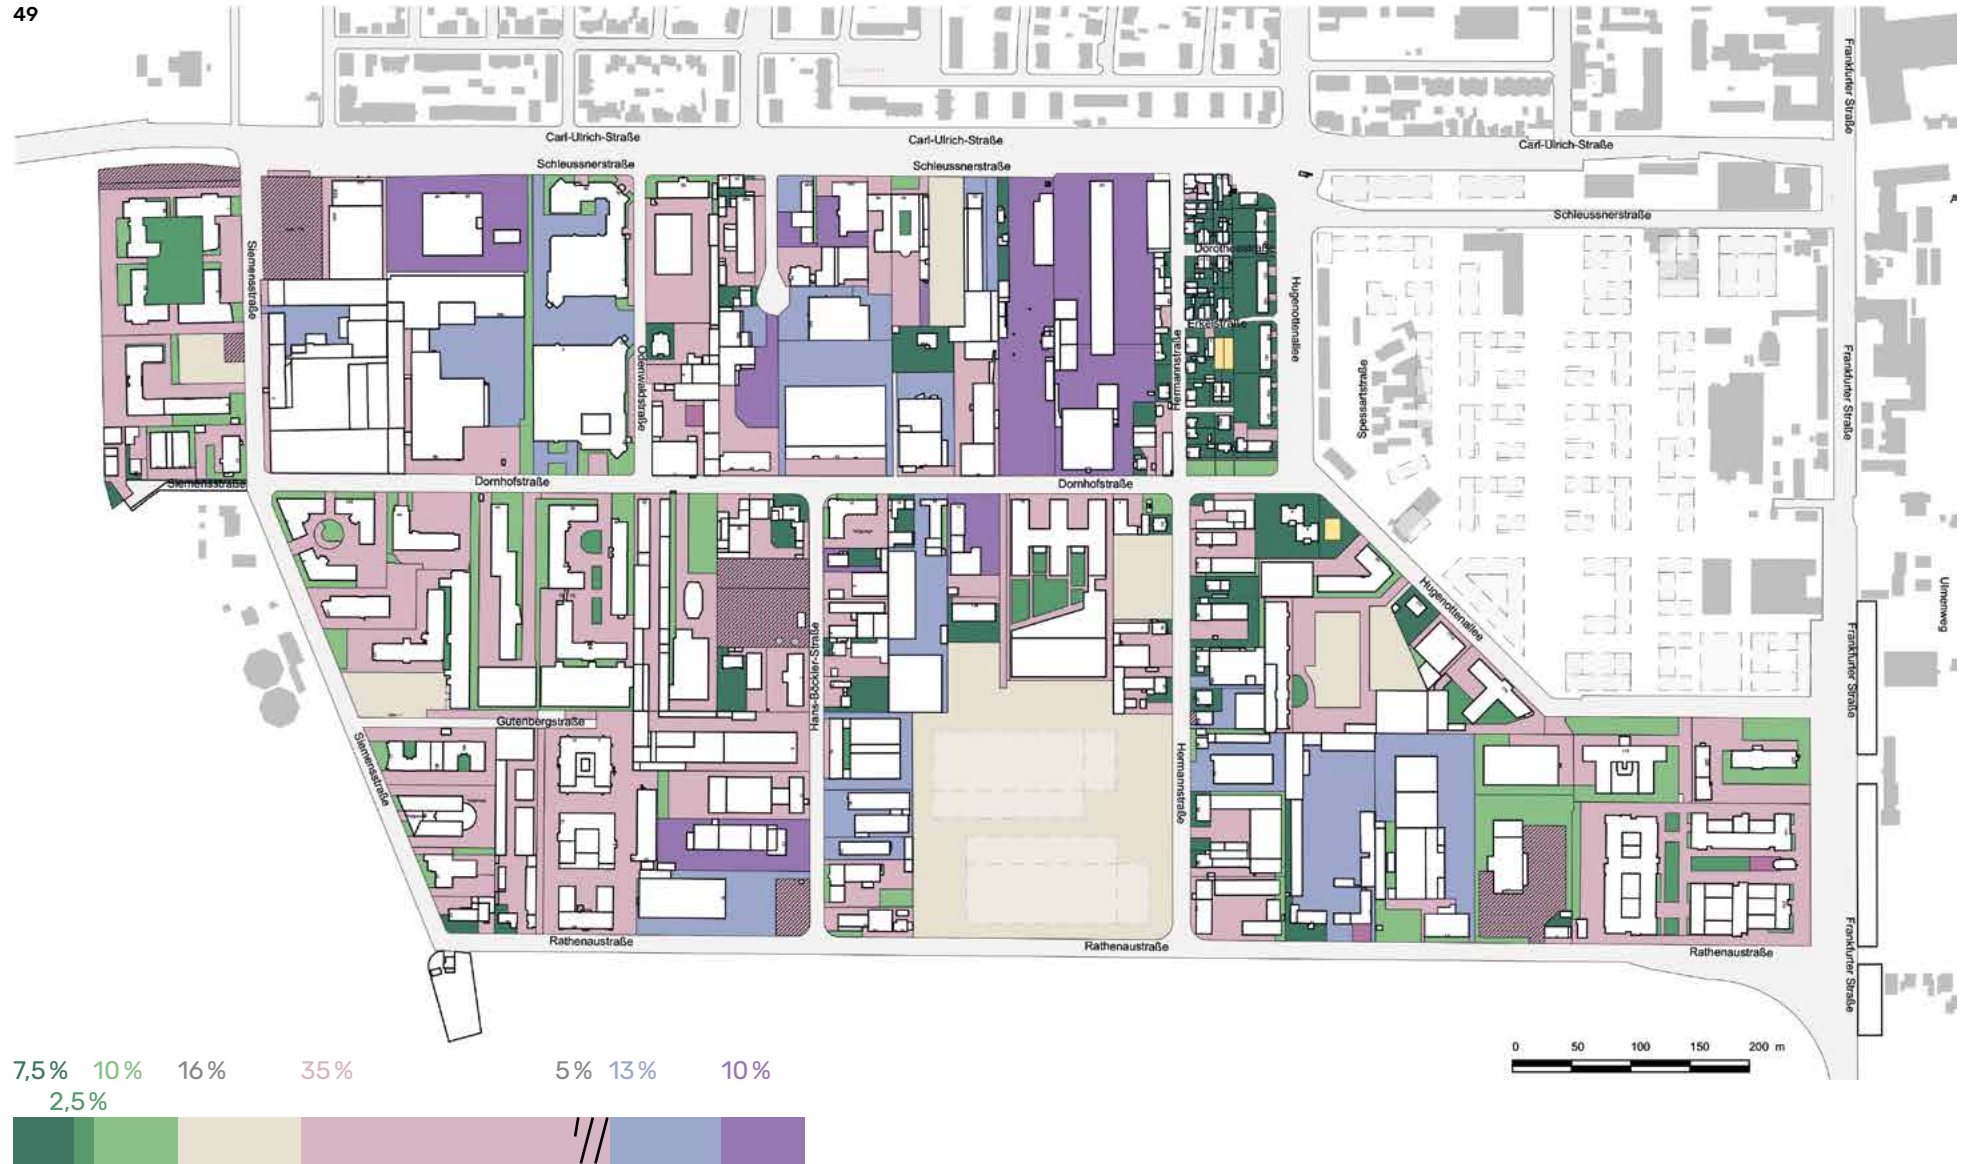 49
Frankfurter Straße
Carl-Ulrich-Straße
Carl-Ulrich-Straße
Carl-Ulrich-Straße
Schleussnerstraße
Schleussnerstraße
Schleussnerstraße
Siemensstraße
Dorotheenstraße
Hugenottenallee
Erkelstraße
Odenwaldstraße
Hermannstraße
Spessartstraße
Frankfurter Straße
Siemensstraße
Dornhofstraße
Dornhofstraße
Hugenottenallee
Ulmenweg
Hans-Böckler-Straße
Frankfurter Straße
Gutenbergstraße
Siemensstraße
Hermannstraße
Rathenaustraße
Rathenaustraße
Rathenaustraße
Frankfurter Straße
0 50 100 150 200 m
7,5 % 10 % 16 % 35 % 5 % 13 % 10 %
2,5 %